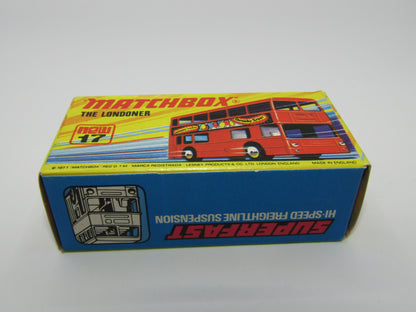 MATCHBOX ®
THE LONDONER
new
17
© 1971 "MATCHBOX" REG'D T.M. MARCA REGISTRADA LESNEY PRODUCTS & CO. LTD. LONDON ENGLAND MADE IN ENGLAND
SUPERFAST
HI-SPEED FREIGHTLINE SUSPENSION